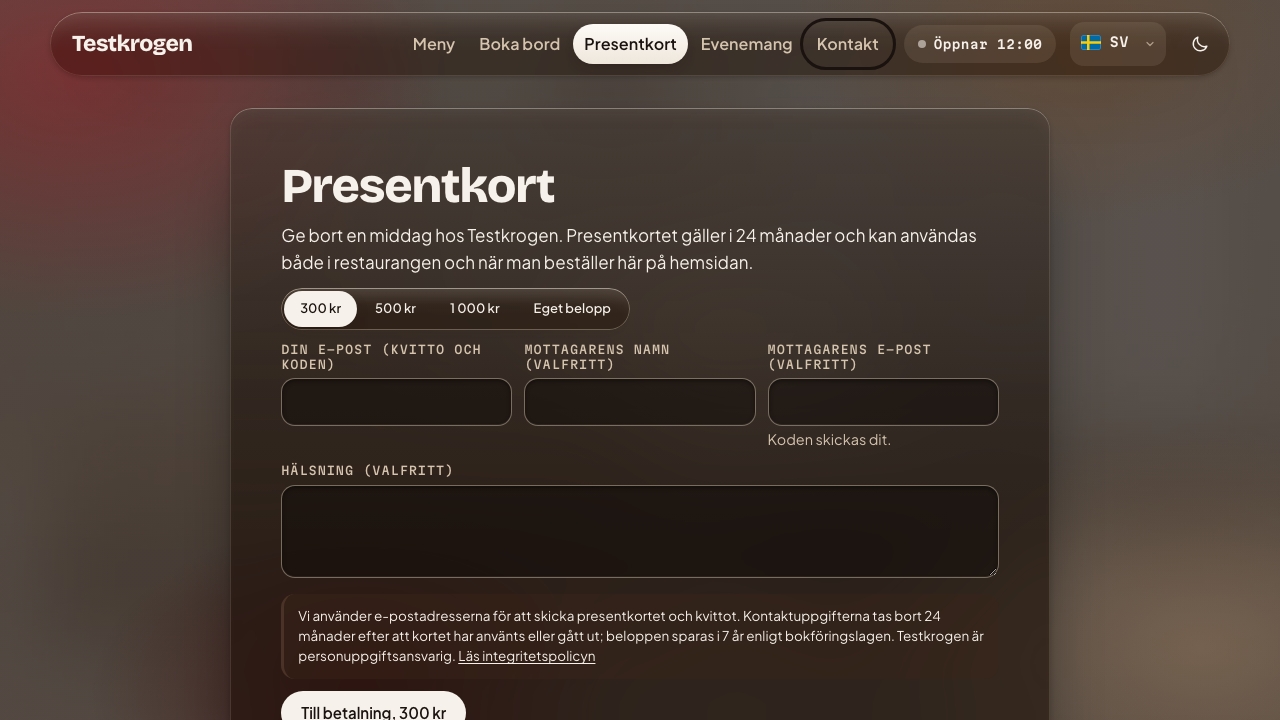 Testkrogen
Meny
Boka bord
Presentkort
Evenemang
Kontakt
Öppnar 12:00
SV
Presentkort
Ge bort en middag hos Testkrogen. Presentkortet gäller i 24 månader och kan användas
både i restaurangen och när man beställer här på hemsidan.
300 kr
500 kr
1 000 kr
Eget belopp
DIN E-POST (KVITTO OCH
KODEN)
MOTTAGARENS NAMN
(VALFRITT)
MOTTAGARENS E-POST
(VALFRITT)
Koden skickas dit.
HÄLSNING (VALFRITT)
Vi använder e-postadresserna för att skicka presentkortet och kvittot. Kontaktuppgifterna tas bort 24
månader efter att kortet har använts eller gått ut; beloppen sparas i 7 år enligt bokföringslagen. Testkrogen är
personuppgiftsansvarig. Läs integritetspolicyn
Till betalning, 300 kr